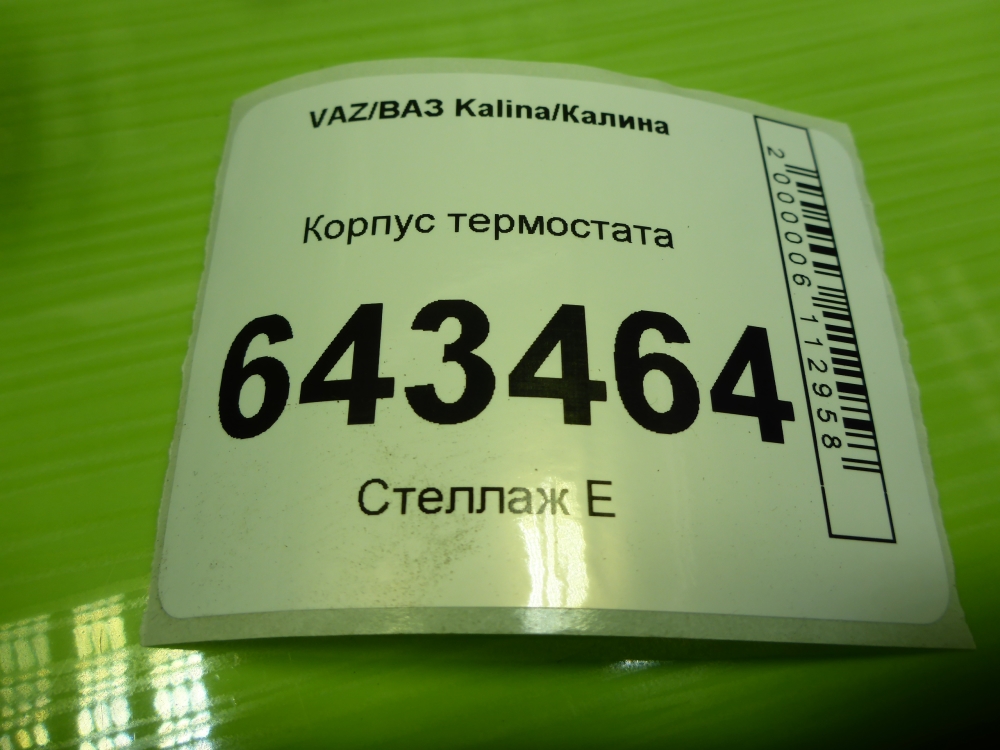 VAZ/ВАЗ Kalina/Калина
Корпус термостата
643464
Стеллаж Е
2000006112958